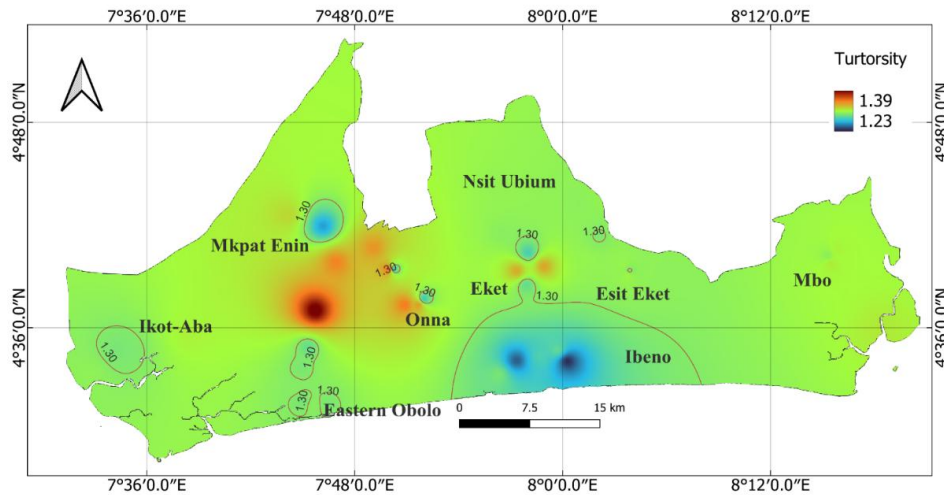 7°36′0.0″E 7°48′0.0″E 8°0′0.0″E 8°12′0.0″E
Turtorsity
1.39
1.23
4°48′0.0″N 4°48′0.0″N
Nsit Ubium
1.30
1.30
1.30
Mkpat Enin
1.30
Mbo
Eket
1.30
Esit Eket
1.30
Onna
Ikot-Aba
4°36′0.0″N 4°36′0.0″N
1.30
1.30
Ibeno
1.30
1.30
Eastern Obolo
0 7.5 15 km
7°36′0.0″E 7°48′0.0″E 8°0′0.0″E 8°12′0.0″E